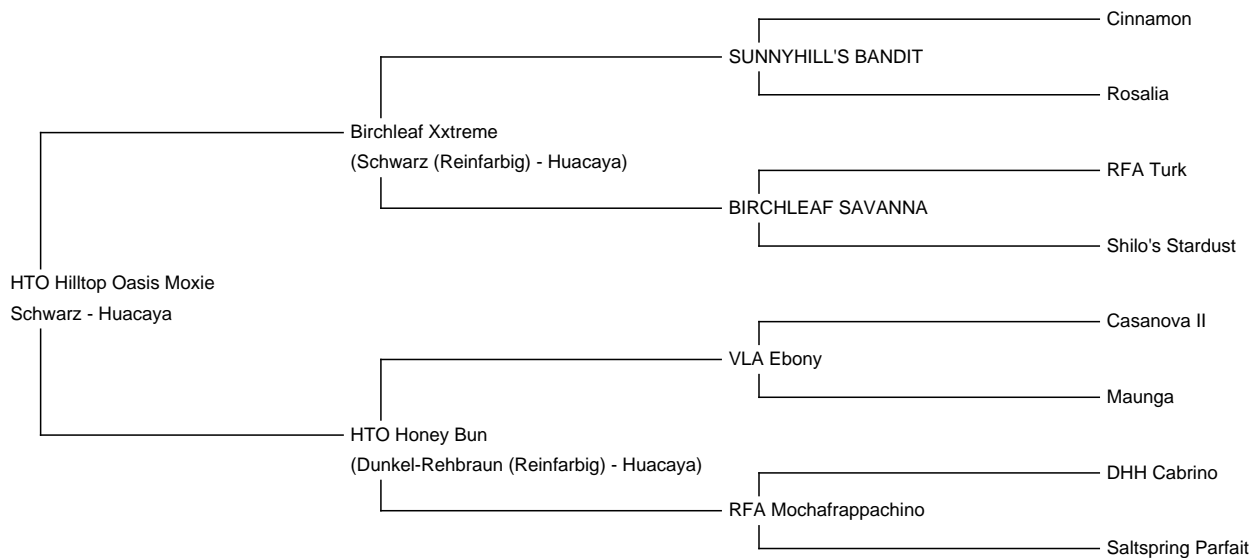 Cinnamon
SUNNYHILL'S BANDIT
Rosalia
Birchleaf Xxtreme
(Schwarz (Reinfarbig) - Huacaya)
RFA Turk
BIRCHLEAF SAVANNA
Shilo's Stardust
HTO Hilltop Oasis Moxie
Schwarz - Huacaya
Casanova II
VLA Ebony
Maunga
HTO Honey Bun
(Dunkel-Rehbraun (Reinfarbig) - Huacaya)
DHH Cabrino
RFA Mochafrappachino
Saltspring Parfait